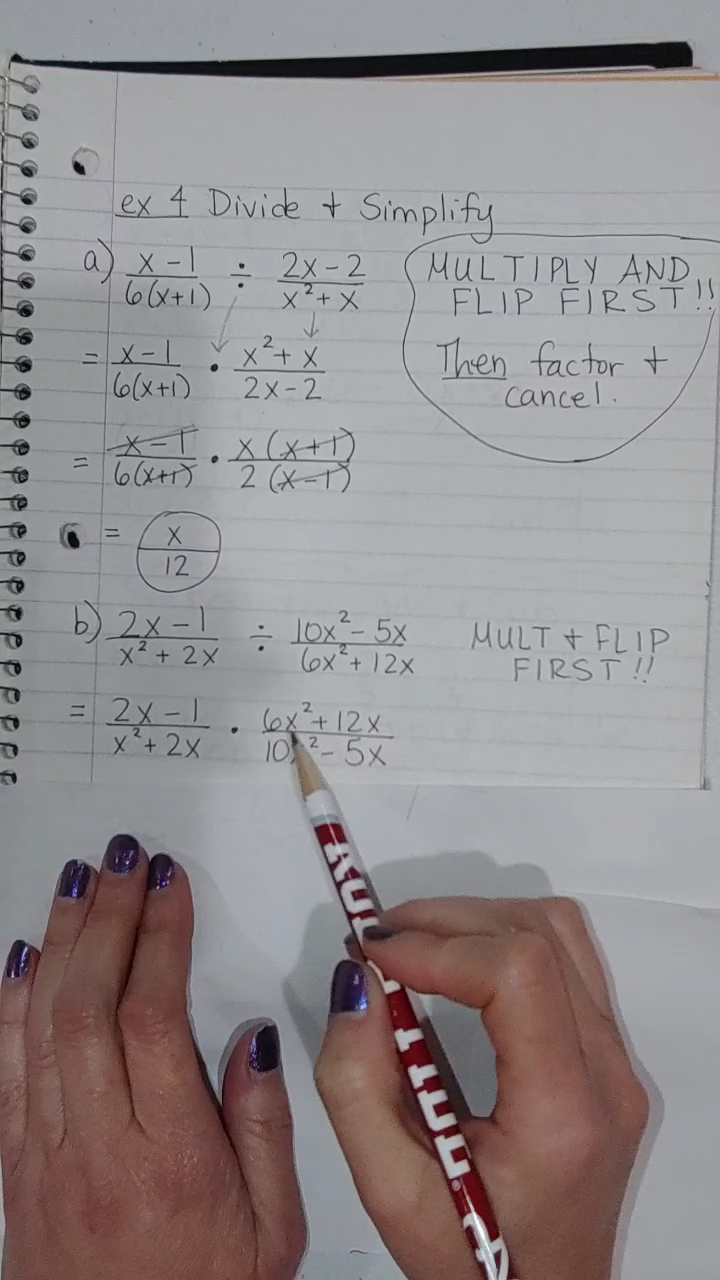 ex 4 Divide + Simplify
a) x - 1 / 6(x+1) ÷ 2x - 2 / x² + x
MULTIPLY AND
FLIP FIRST!!
Then factor +
cancel.
= x - 1 / 6(x+1) • x² + x / 2x - 2
= x - 1 / 6(x+1) • x (x+1) / 2 (x-1)
= x / 12
b) 2x - 1 / x² + 2x ÷ 10x² - 5x / 6x² + 12x
MULT + FLIP
FIRST!!
= 2x - 1 / x² + 2x • 6x² + 12x / 10x² - 5x